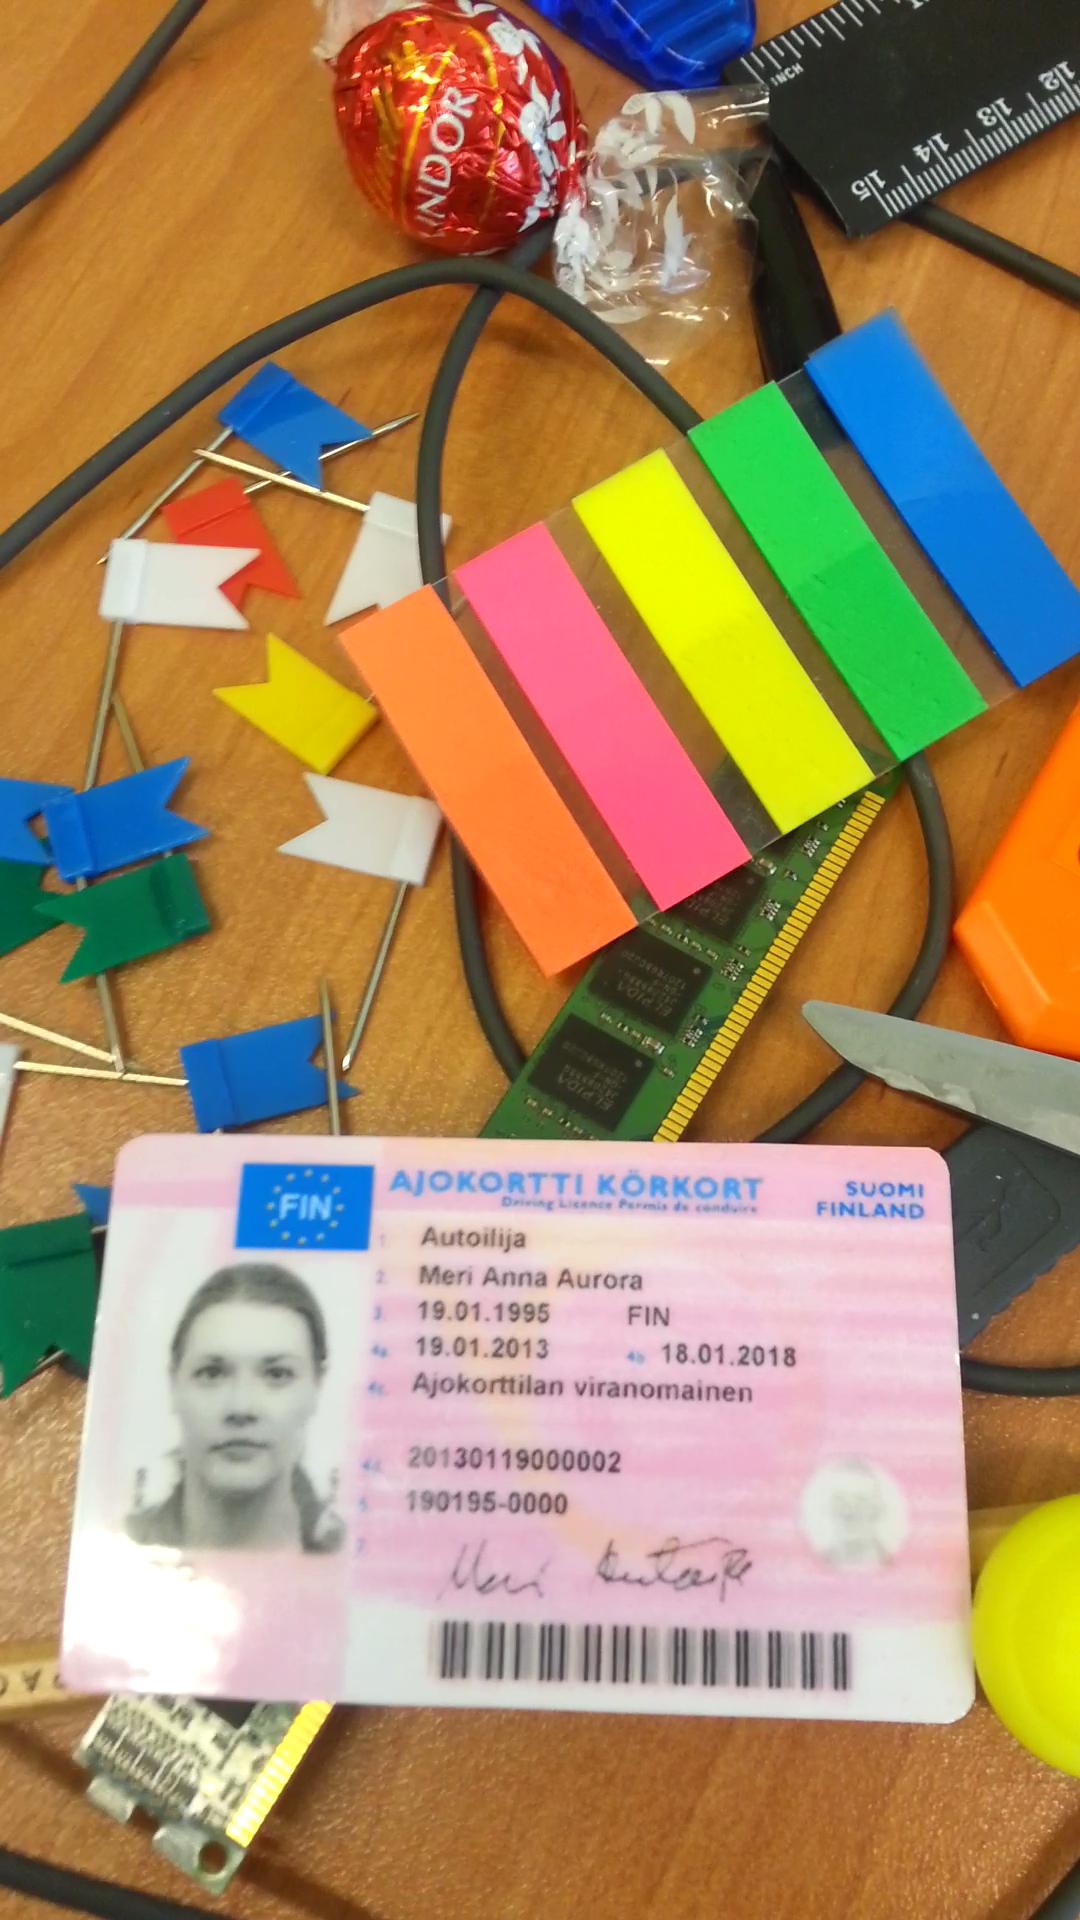 LINDOR
INCH
12
13
14
15
ELPIDA
ELPIDA
FIN
AJOKORTTI KÖRKORT
Driving Licence Permis de conduire
SUOMI
FINLAND
1. Autoilija
2. Meri Anna Aurora
3. 19.01.1995 FIN
4a 19.01.2013 4b 18.01.2018
4c. Ajokorttilan viranomainen
4d. 20130119000002
5. 190195-0000
7.